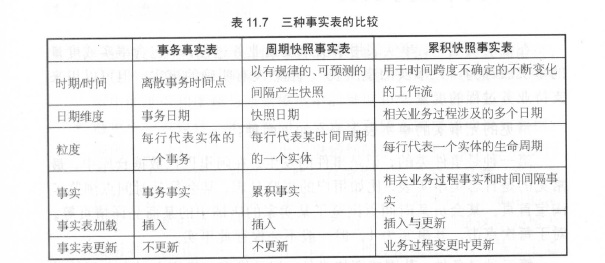 表 11.7 三种事实表的比较
事务事实表 周期快照事实表 累积快照事实表
时期/时间 离散事务时间点 以有规律的、可预测的 用于时间跨度不确定的不断变化
间隔产生快照 的工作流
日期维度 事务日期 快照日期 相关业务过程涉及的多个日期
粒度 每行代表实体的 每行代表某时间周期 每行代表一个实体的生命周期
一个事务 的一个实体
事实 事务事实 累积事实 相关业务过程事实和时间间隔事
实
事实表加载 插入 插入 插入与更新
事实表更新 不更新 不更新 业务过程变更时更新